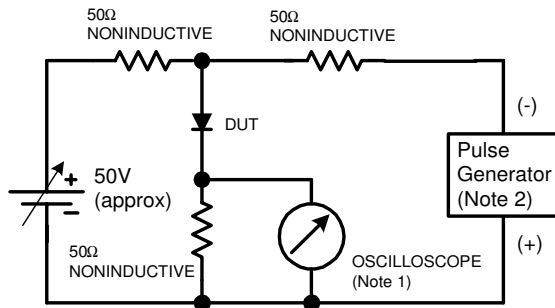 50Ω
NONINDUCTIVE
50Ω
NONINDUCTIVE
(-)
DUT
+
50V
(approx)
Pulse
Generator
(Note 2)
50Ω
NONINDUCTIVE
OSCILLOSCOPE
(Note 1)
(+)